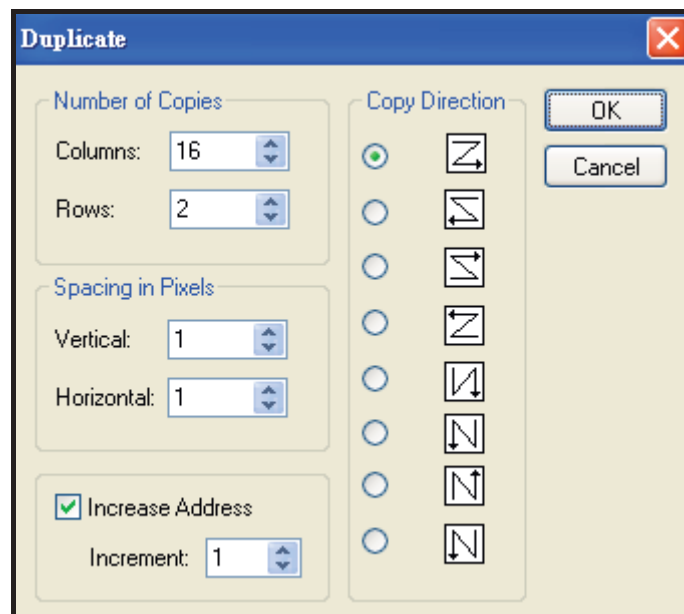 Duplicate
Number of Copies
Columns: 16
Rows: 2
Spacing in Pixels
Vertical: 1
Horizontal: 1
Increase Address
Increment: 1
Copy Direction
OK
Cancel